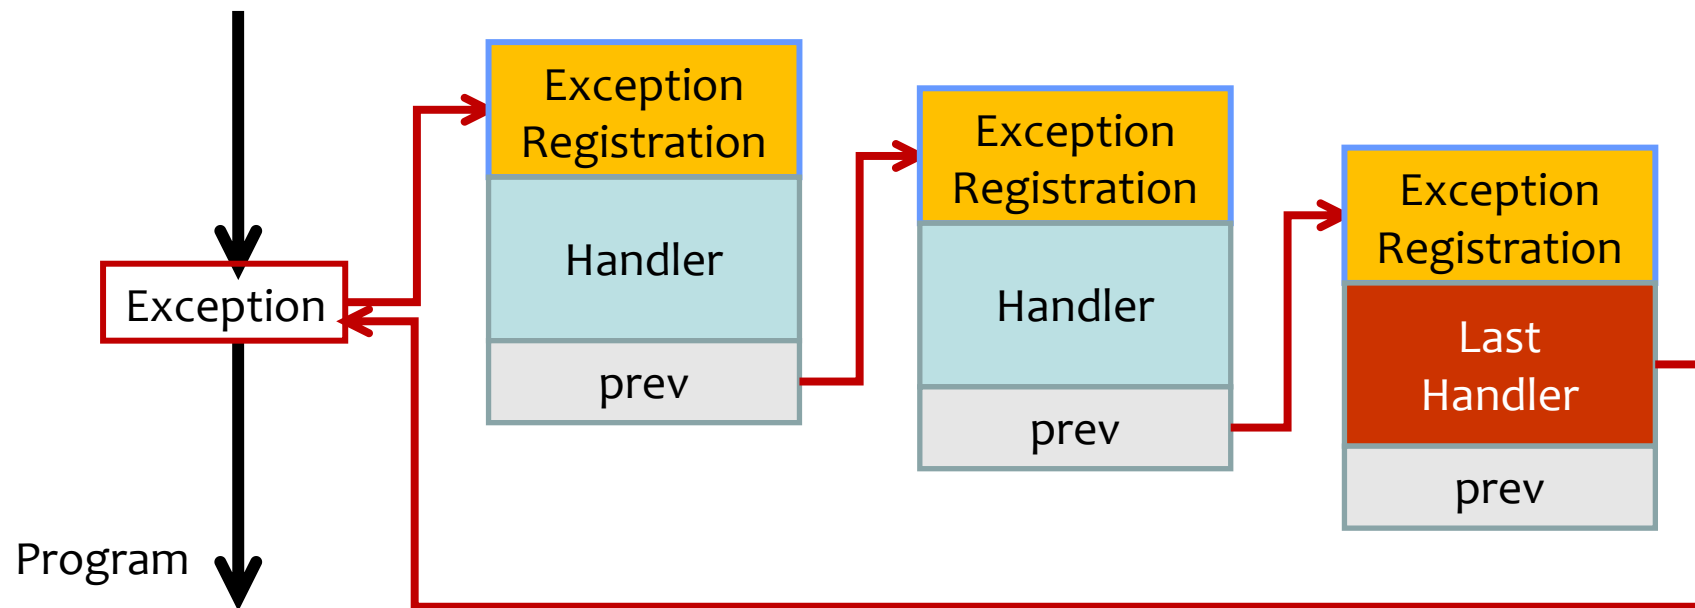 Exception
Registration
Handler
prev
Exception
Registration
Handler
prev
Exception
Registration
Last
Handler
prev
Exception
Program